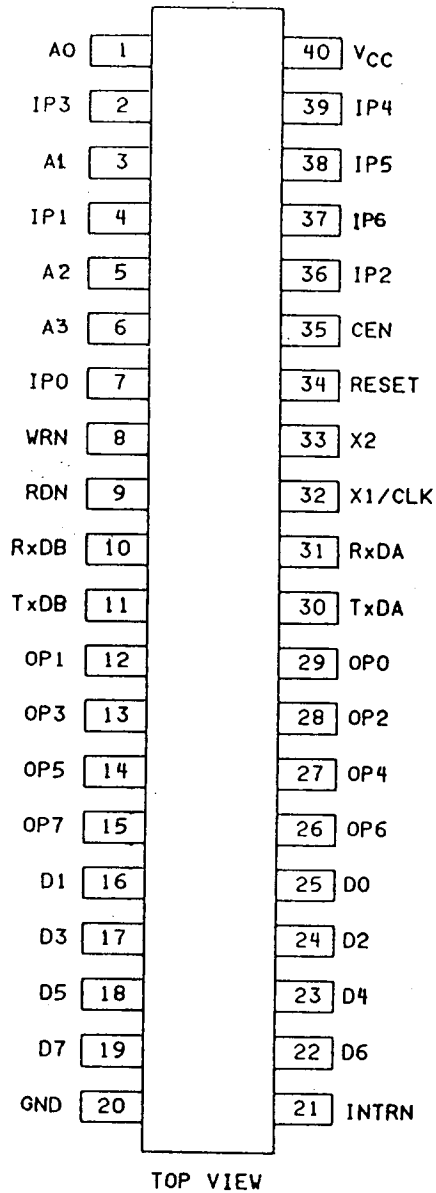 A0 1 40 VCC
IP3 2 39 IP4
A1 3 38 IP5
IP1 4 37 IP6
A2 5 36 IP2
A3 6 35 CEN
IP0 7 34 RESET
WRN 8 33 X2
RDN 9 32 X1/CLK
RxDB 10 31 RxDA
TxDB 11 30 TxDA
OP1 12 29 OP0
OP3 13 28 OP2
OP5 14 27 OP4
OP7 15 26 OP6
D1 16 25 D0
D3 17 24 D2
D5 18 23 D4
D7 19 22 D6
GND 20 21 INTRN
TOP VIEW